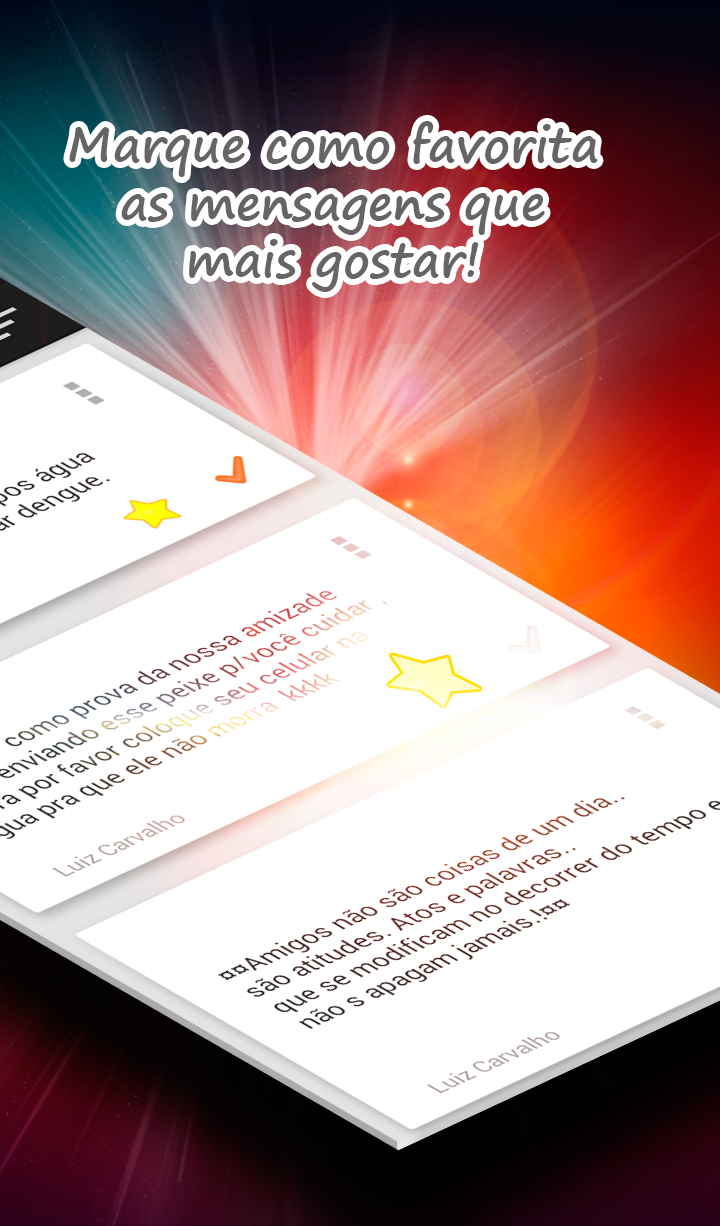 Marque como favorita
as mensagens que
mais gostar!
água
dengue.
como prova da nossa amizade
enviando esse peixe p/você cuidar ,
por favor coloque seu celular na
pra que ele não morra kkkk
Luiz Carvalho
¤¤Amigos não são coisas de um dia..
são atitudes. Atos e palavras..
que se modificam no decorrer do tempo e
não s apagam jamais.!¤¤
Luiz Carvalho